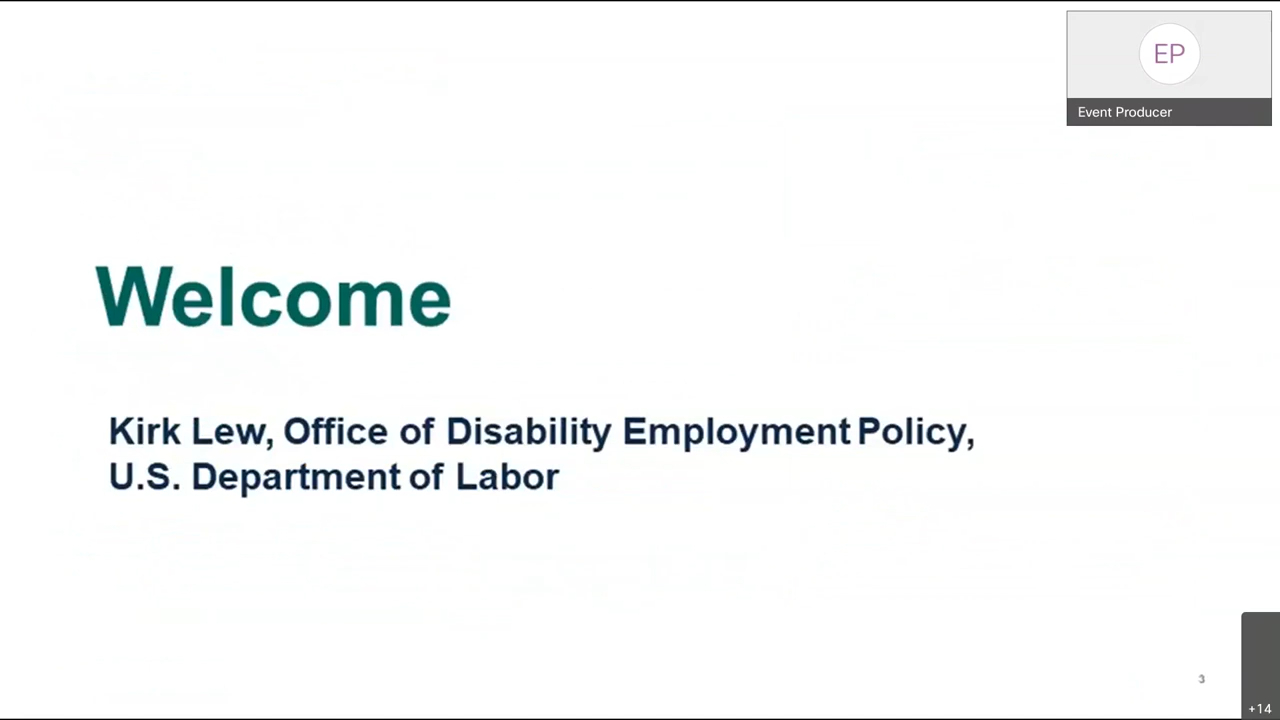 EP
Event Producer
Welcome
Kirk Lew, Office of Disability Employment Policy,
U.S. Department of Labor
3
+14